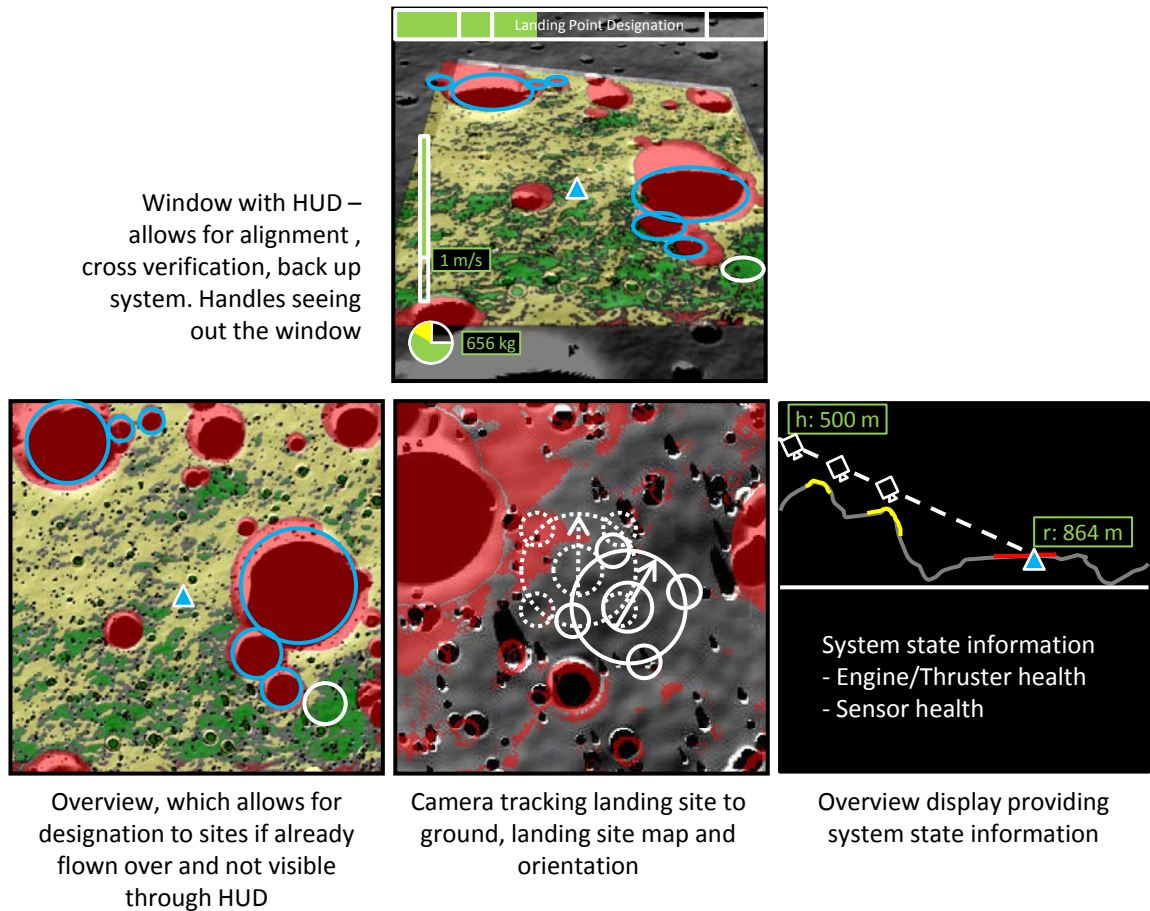 Landing Point Designation
Window with HUD –
allows for alignment ,
cross verification, back up
system. Handles seeing
out the window
1 m/s
656 kg
h: 500 m
r: 864 m
System state information
- Engine/Thruster health
- Sensor health
Overview, which allows for
designation to sites if already
flown over and not visible
through HUD
Camera tracking landing site to
ground, landing site map and
orientation
Overview display providing
system state information